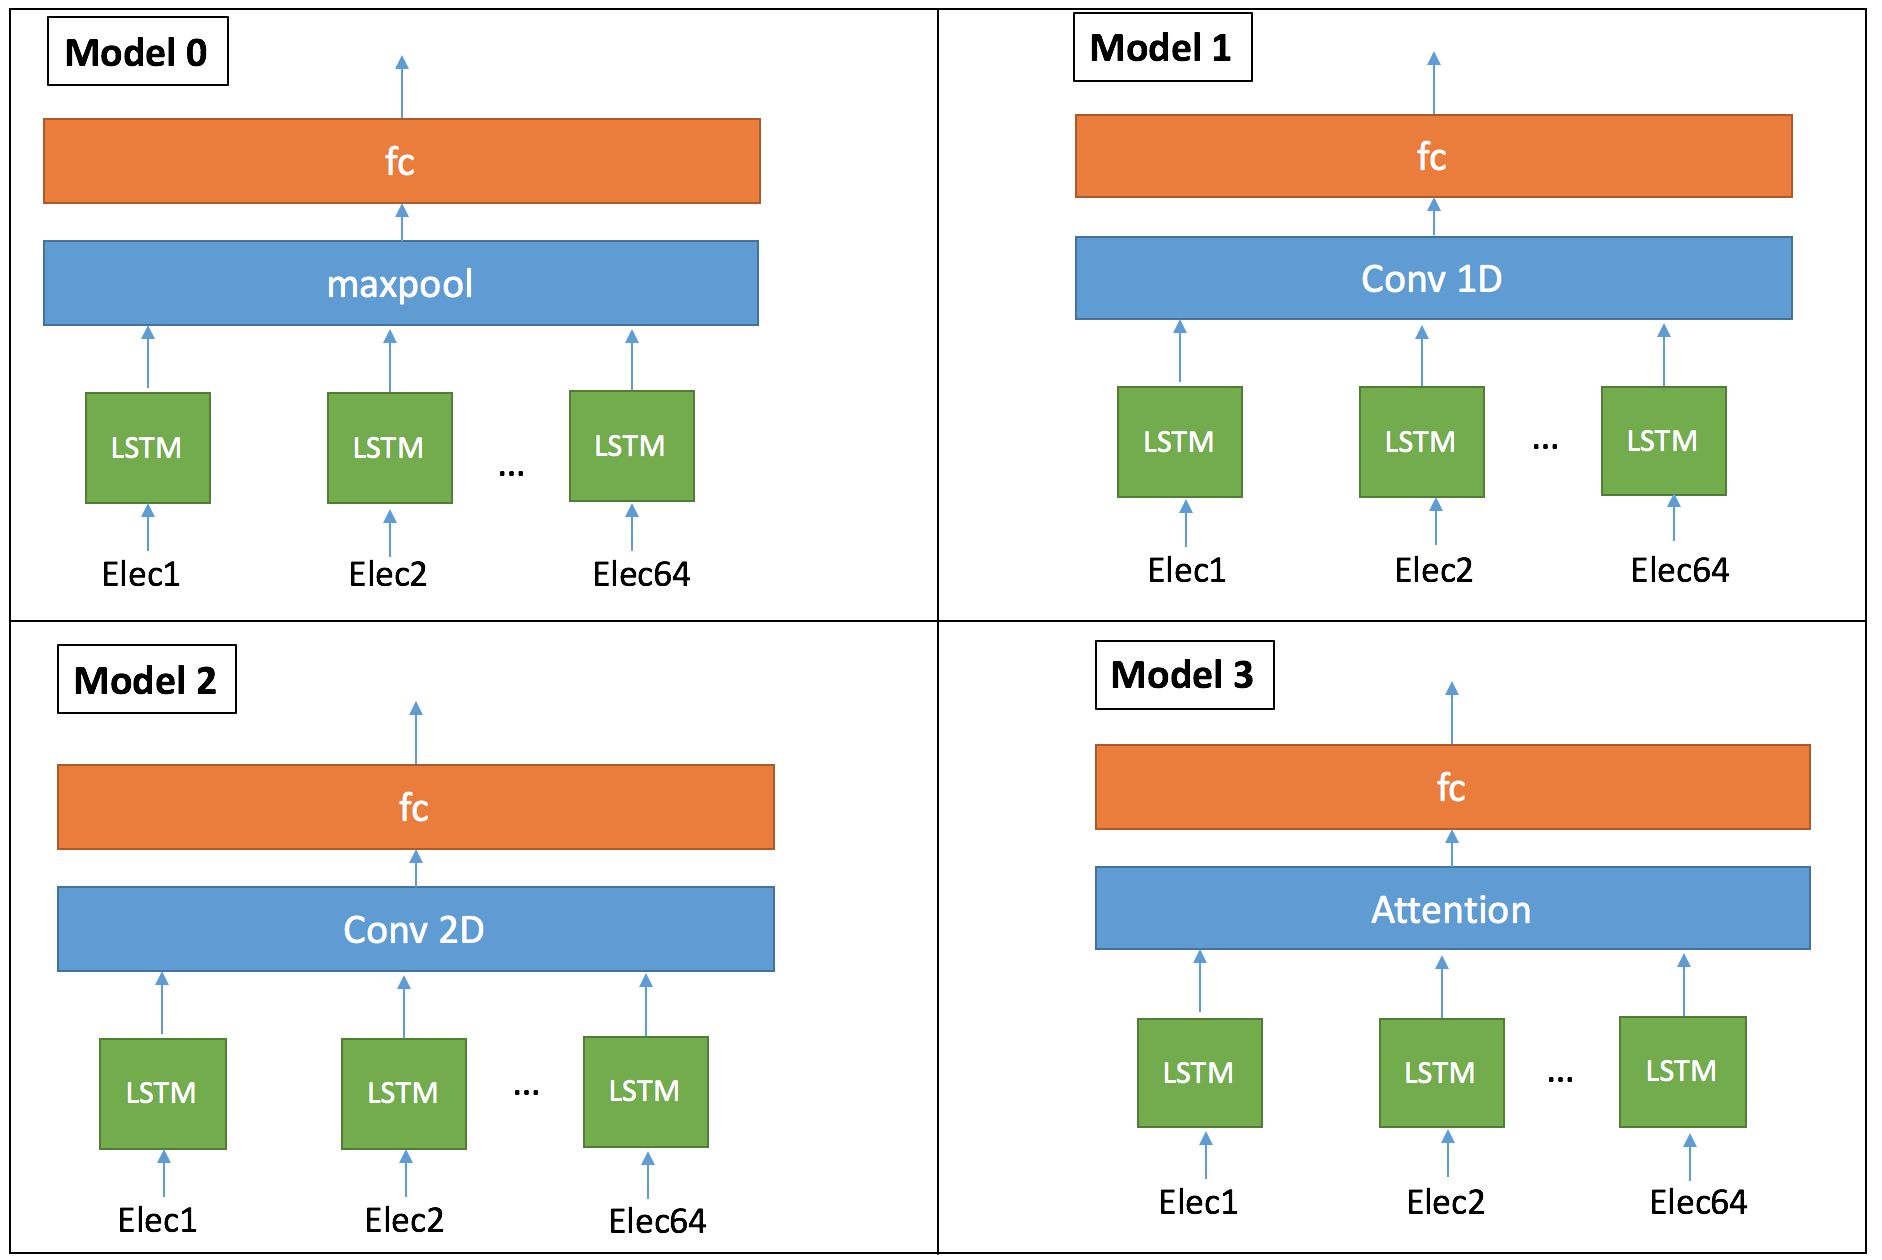 Model 0
fc
maxpool
LSTM LSTM ... LSTM
Elec1 Elec2 Elec64
Model 1
fc
Conv 1D
LSTM LSTM ... LSTM
Elec1 Elec2 Elec64
Model 2
fc
Conv 2D
LSTM LSTM ... LSTM
Elec1 Elec2 Elec64
Model 3
fc
Attention
LSTM LSTM ... LSTM
Elec1 Elec2 Elec64